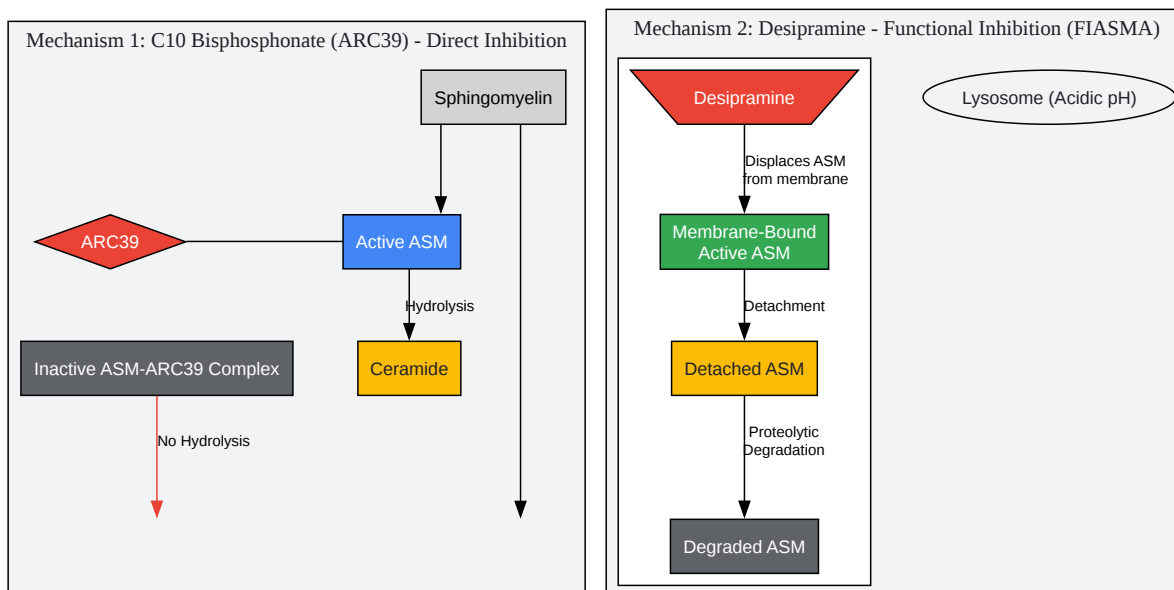 Mechanism 1: C10 Bisphosphonate (ARC39) - Direct Inhibition
Sphingomyelin
ARC39
Active ASM
Hydrolysis
Inactive ASM-ARC39 Complex
Ceramide
No Hydrolysis
Mechanism 2: Desipramine - Functional Inhibition (FIASMA)
Desipramine
Lysosome (Acidic pH)
Displaces ASM
from membrane
Membrane-Bound
Active ASM
Detachment
Detached ASM
Proteolytic
Degradation
Degraded ASM